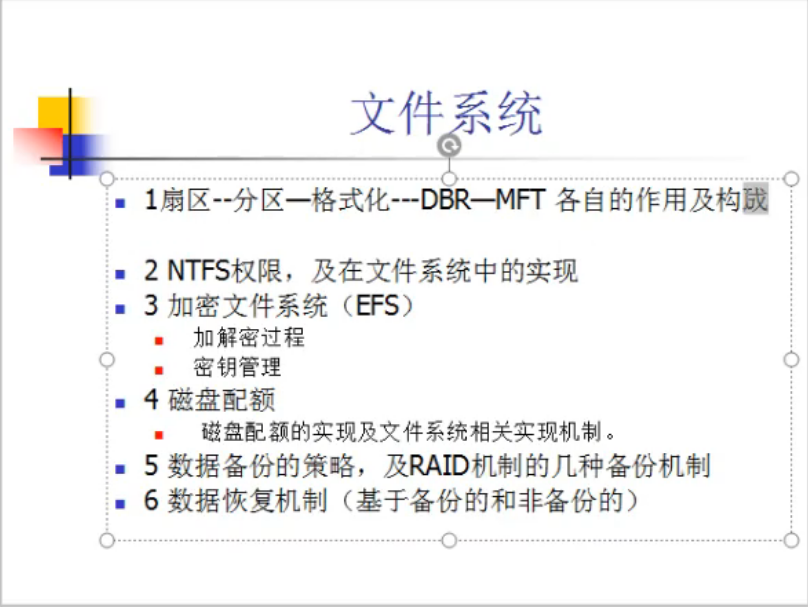 文件系统
1扇区--分区—格式化---DBR—MFT 各自的作用及构成
2 NTFS权限，及在文件系统中的实现
3 加密文件系统（EFS）
加解密过程
密钥管理
4 磁盘配额
磁盘配额的实现及文件系统相关实现机制。
5 数据备份的策略，及RAID机制的几种备份机制
6 数据恢复机制（基于备份的和非备份的）